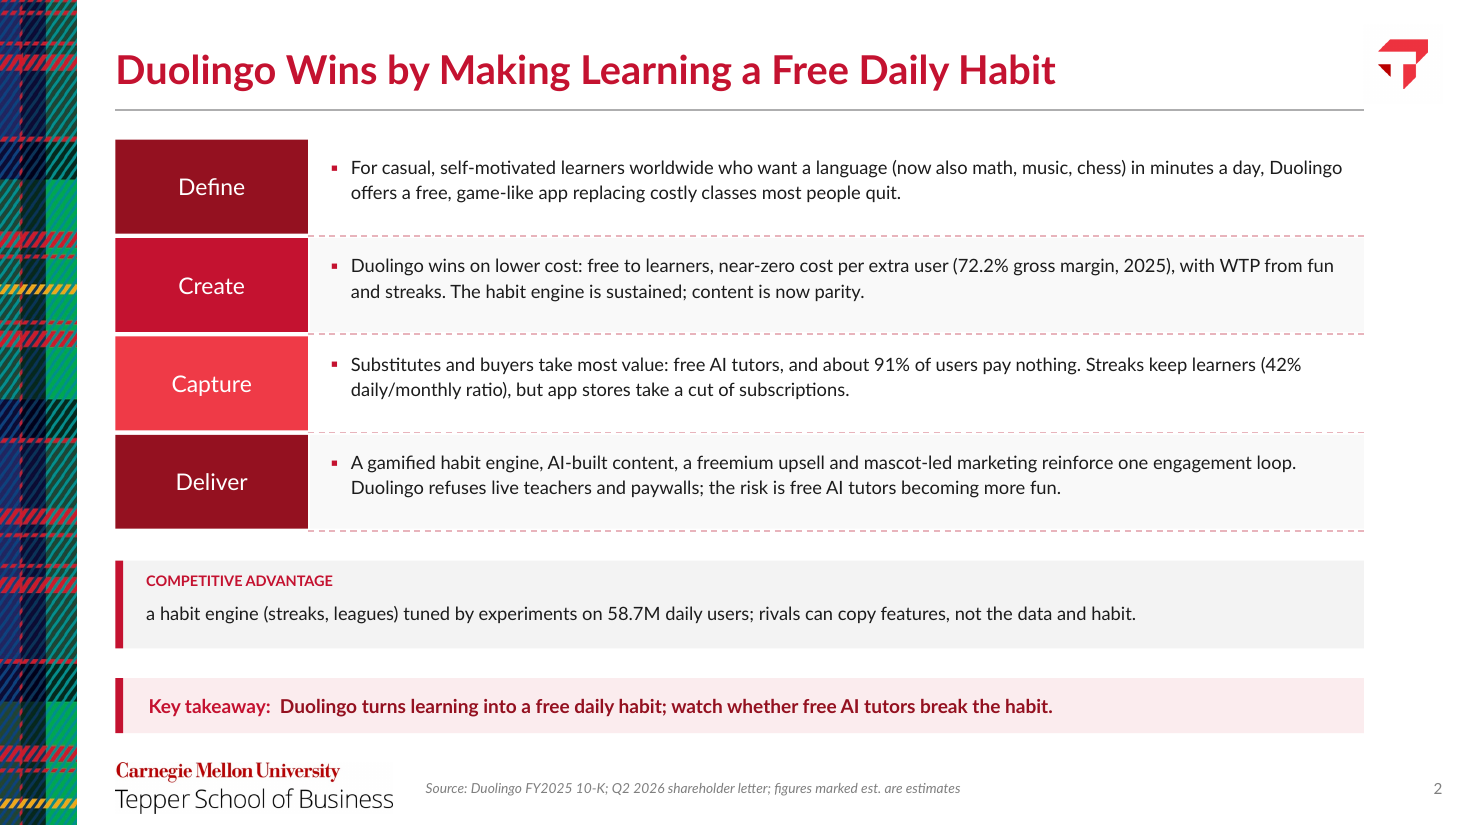 Duolingo Wins by Making Learning a Free Daily Habit
Define
▪ For casual, self-motivated learners worldwide who want a language (now also math, music, chess) in minutes a day, Duolingo
offers a free, game-like app replacing costly classes most people quit.
Create
▪ Duolingo wins on lower cost: free to learners, near-zero cost per extra user (72.2% gross margin, 2025), with WTP from fun
and streaks. The habit engine is sustained; content is now parity.
Capture
▪ Substitutes and buyers take most value: free AI tutors, and about 91% of users pay nothing. Streaks keep learners (42%
daily/monthly ratio), but app stores take a cut of subscriptions.
Deliver
▪ A gamified habit engine, AI-built content, a freemium upsell and mascot-led marketing reinforce one engagement loop.
Duolingo refuses live teachers and paywalls; the risk is free AI tutors becoming more fun.
COMPETITIVE ADVANTAGE
a habit engine (streaks, leagues) tuned by experiments on 58.7M daily users; rivals can copy features, not the data and habit.
Key takeaway: Duolingo turns learning into a free daily habit; watch whether free AI tutors break the habit.
Carnegie Mellon University
Tepper School of Business
Source: Duolingo FY2025 10-K; Q2 2026 shareholder letter; figures marked est. are estimates
2